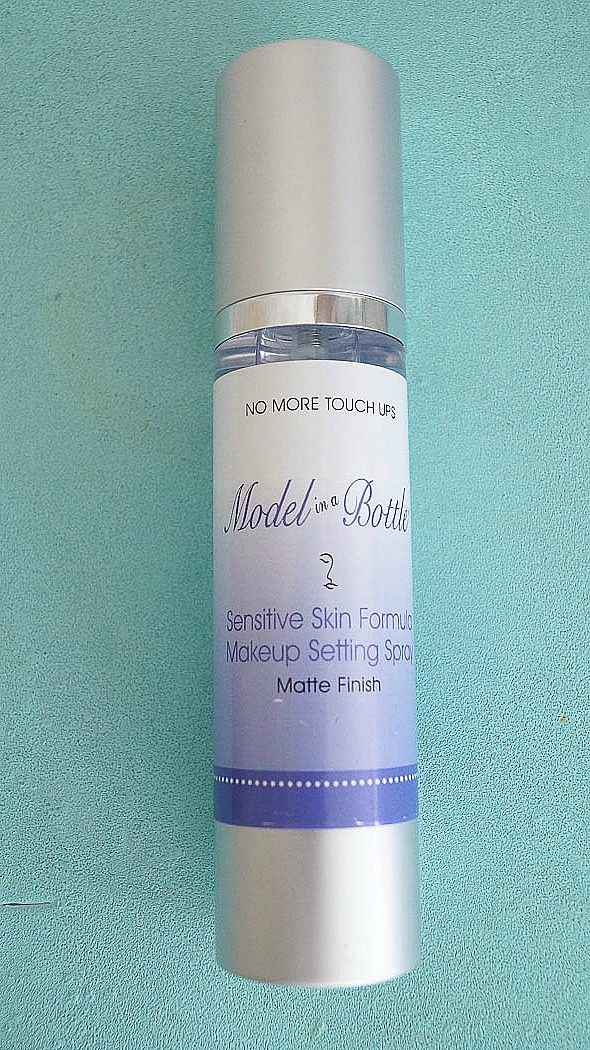 NO MORE TOUCH UPS
Model in a Bottle
Sensitive Skin Formula
Makeup Setting Spray
Matte Finish